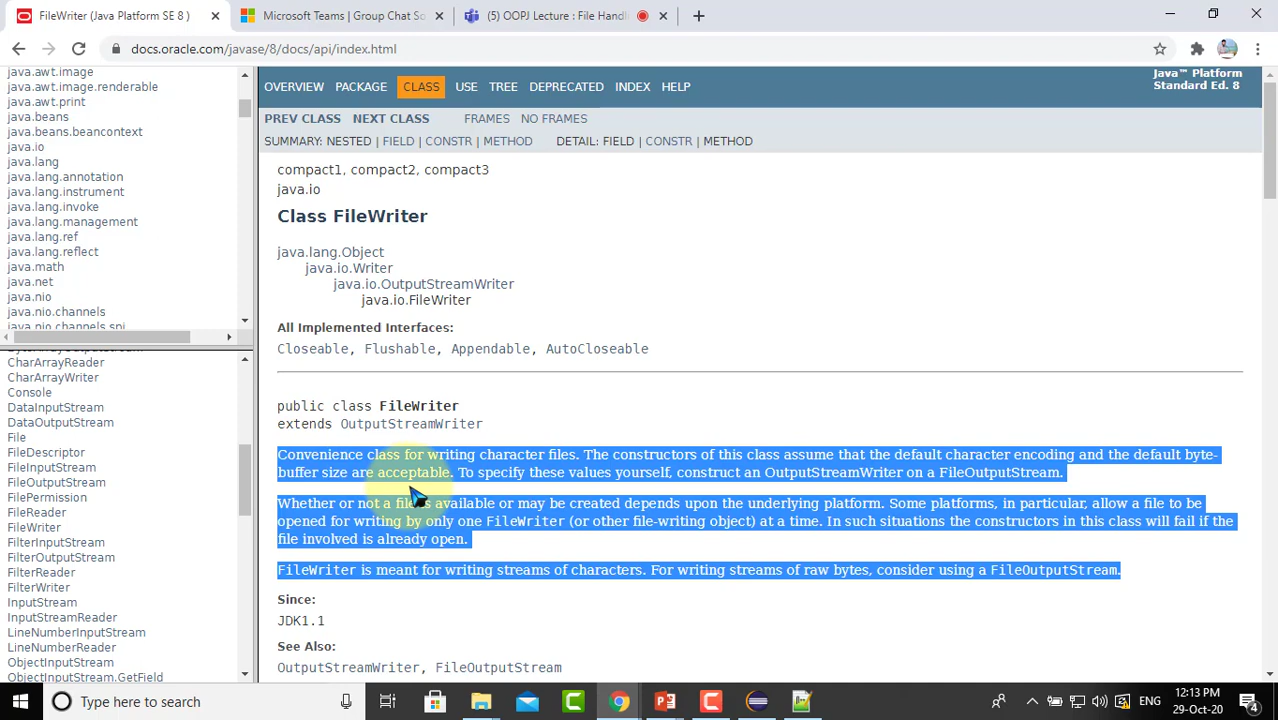 FileWriter (Java Platform SE 8 )
Microsoft Teams | Group Chat So
(5) OOPJ Lecture : File Handli
docs.oracle.com/javase/8/docs/api/index.html
java.awt.image
java.awt.image.renderable
java.awt.print
java.beans
java.beans.beancontext
java.io
java.lang
java.lang.annotation
java.lang.instrument
java.lang.invoke
java.lang.management
java.lang.ref
java.lang.reflect
java.math
java.net
java.nio
java.nio.channels
java.nio.channels.spi
ByteArrayOutputStream
CharArrayReader
CharArrayWriter
Console
DataInputStream
DataOutputStream
File
FileDescriptor
FileInputStream
FileOutputStream
FilePermission
FileReader
FileWriter
FilterInputStream
FilterOutputStream
FilterReader
FilterWriter
InputStream
InputStreamReader
LineNumberInputStream
LineNumberReader
ObjectInputStream
ObjectInputStream.GetField
OVERVIEW PACKAGE CLASS USE TREE DEPRECATED INDEX HELP
Java™ Platform
Standard Ed. 8
PREV CLASS NEXT CLASS FRAMES NO FRAMES
SUMMARY: NESTED | FIELD | CONSTR | METHOD DETAIL: FIELD | CONSTR | METHOD
compact1, compact2, compact3
java.io
Class FileWriter
java.lang.Object
java.io.Writer
java.io.OutputStreamWriter
java.io.FileWriter
All Implemented Interfaces:
Closeable, Flushable, Appendable, AutoCloseable
public class FileWriter
extends OutputStreamWriter
Convenience class for writing character files. The constructors of this class assume that the default character encoding and the default byte-
buffer size are acceptable. To specify these values yourself, construct an OutputStreamWriter on a FileOutputStream.
Whether or not a file is available or may be created depends upon the underlying platform. Some platforms, in particular, allow a file to be
opened for writing by only one FileWriter (or other file-writing object) at a time. In such situations the constructors in this class will fail if the
file involved is already open.
FileWriter is meant for writing streams of characters. For writing streams of raw bytes, consider using a FileOutputStream.
Since:
JDK1.1
See Also:
OutputStreamWriter, FileOutputStream
Type here to search
ENG
12:13 PM
29-Oct-20
4